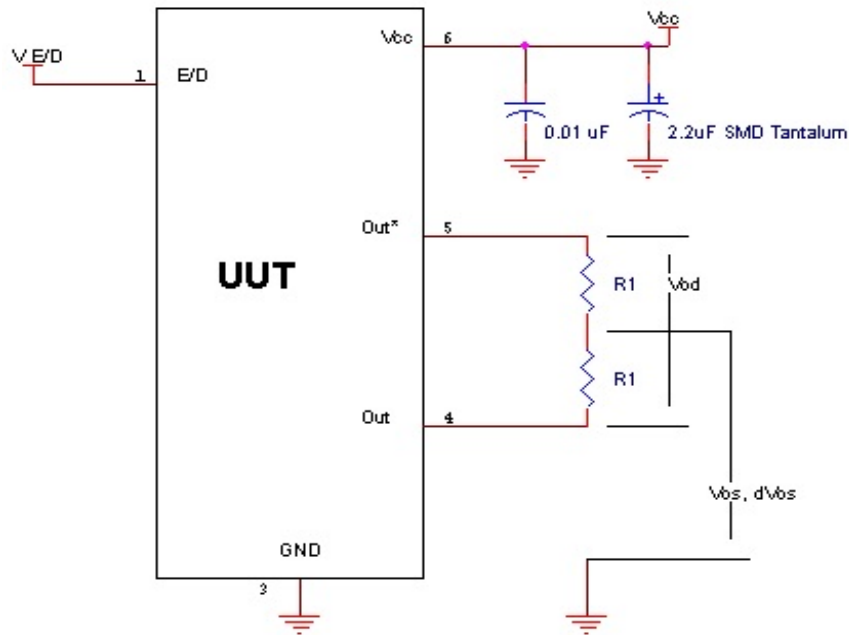 Vcc
Vcc
6
V E/D
1
E/D
0.01 uF
+
2.2uF SMD Tantalum
Out*
5
UUT
R1
Vod
R1
Out
4
Vos, dVos
GND
3